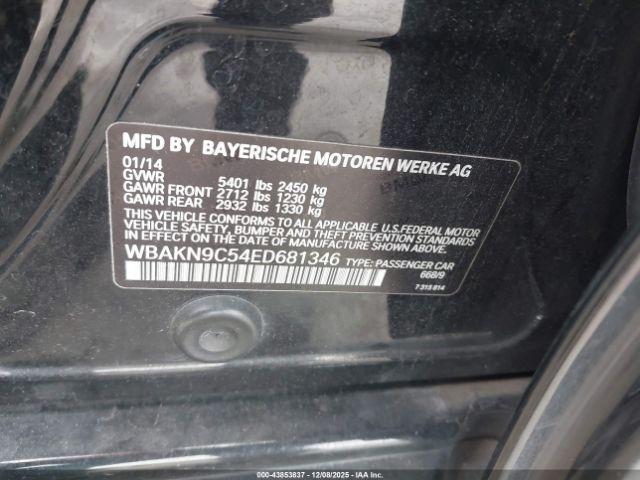 MFD BY BAYERISCHE MOTOREN WERKE AG
01/14
GVWR 5401 lbs 2450 kg
GAWR FRONT 2712 lbs 1230 kg
GAWR REAR 2932 lbs 1330 kg
THIS VEHICLE CONFORMS TO ALL APPLICABLE U.S.FEDERAL MOTOR
VEHICLE SAFETY, BUMPER AND THEFT PREVENTION STANDARDS IN
EFFECT ON THE DATE OF MANUFACTURE SHOWN ABOVE.
WBAKN9C54ED681346 TYPE: PASSENGER CAR
668/9
7 315 814
00-43853837 - 12/08/2025 - IAA Inc.